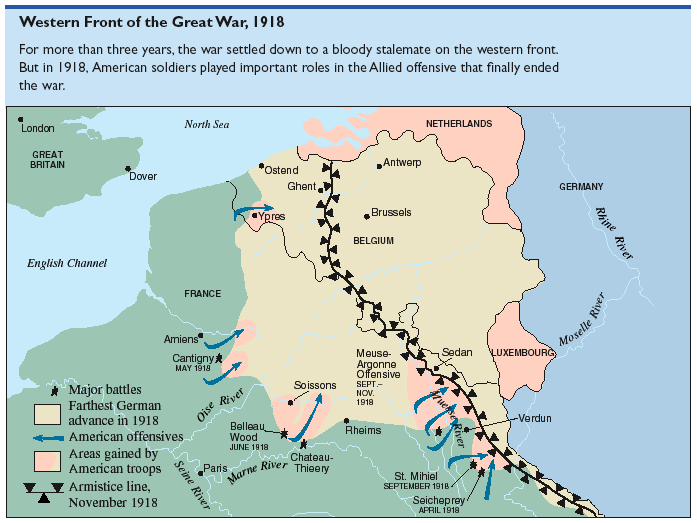 Western Front of the Great War, 1918
For more than three years, the war settled down to a bloody stalemate on the western front.
But in 1918, American soldiers played important roles in the Allied offensive that finally ended
the war.
London
North Sea
NETHERLANDS
GREAT
BRITAIN
Dover
Ostend
Antwerp
Ghent
GERMANY
Ypres
Brussels
Rhine River
BELGIUM
English Channel
FRANCE
Moselle River
Amiens
Cantigny
MAY 1918
Meuse-
Argonne
Offensive
SEPT.–
NOV.
1918
Sedan
LUXEMBOURG
Soissons
Oise River
Meuse River
Verdun
Belleau
Wood
JUNE 1918
Rheims
Chateau-
Thieery
Marne River
Paris
Seine River
St. Mihiel
SEPTEMBER 1918
Seicheprey
APRIL 1918
Major battles
Farthest German
advance in 1918
American offensives
Areas gained by
American troops
Armistice line,
November 1918